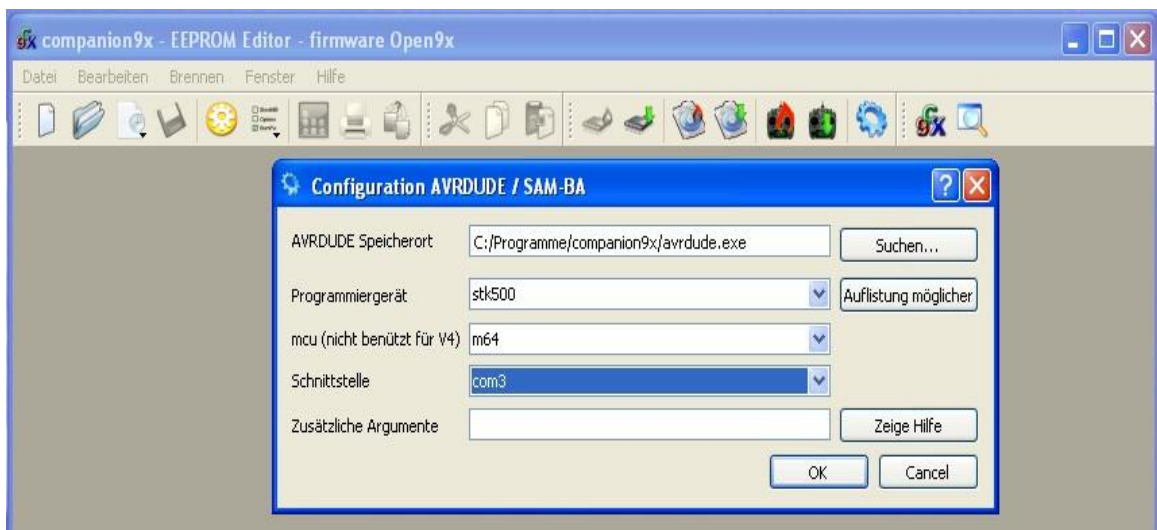 companion9x - EEPROM Editor - firmware Open9x
Datei Bearbeiten Brennen Fenster Hilfe
9x
Configuration AVRDUDE / SAM-BA
AVRDUDE Speicherort C:/Programme/companion9x/avrdude.exe Suchen...
Programmiergerät stk500 Auflistung möglicher
mcu (nicht benützt für V4) m64
Schnittstelle com3
Zusätzliche Argumente Zeige Hilfe
OK Cancel